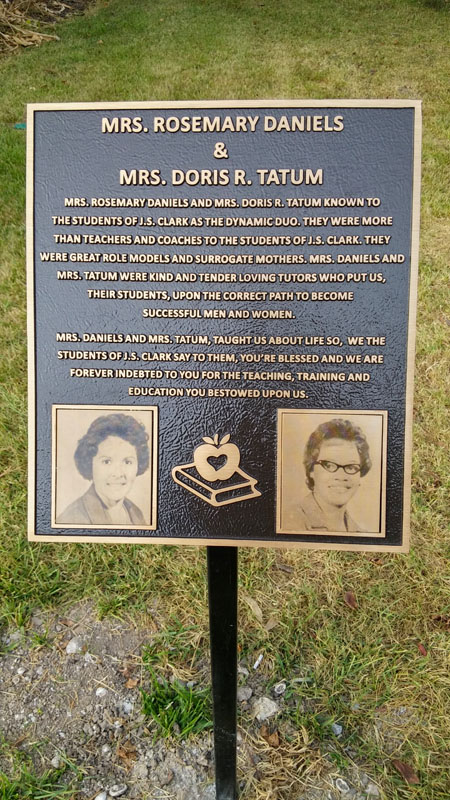 MRS. ROSEMARY DANIELS
&
MRS. DORIS R. TATUM
MRS. ROSEMARY DANIELS AND MRS. DORIS R. TATUM KNOWN TO
THE STUDENTS OF J.S. CLARK AS THE DYNAMIC DUO. THEY WERE MORE
THAN TEACHERS AND COACHES TO THE STUDENTS OF J.S. CLARK. THEY
WERE GREAT ROLE MODELS AND SURROGATE MOTHERS. MRS. DANIELS AND
MRS. TATUM WERE KIND AND TENDER LOVING TUTORS WHO PUT US,
THEIR STUDENTS, UPON THE CORRECT PATH TO BECOME
SUCCESSFUL MEN AND WOMEN.
MRS. DANIELS AND MRS. TATUM, TAUGHT US ABOUT LIFE SO, WE THE
STUDENTS OF J.S. CLARK SAY TO THEM, YOU'RE BLESSED AND WE ARE
FOREVER INDEBTED TO YOU FOR THE TEACHING, TRAINING AND
EDUCATION YOU BESTOWED UPON US.